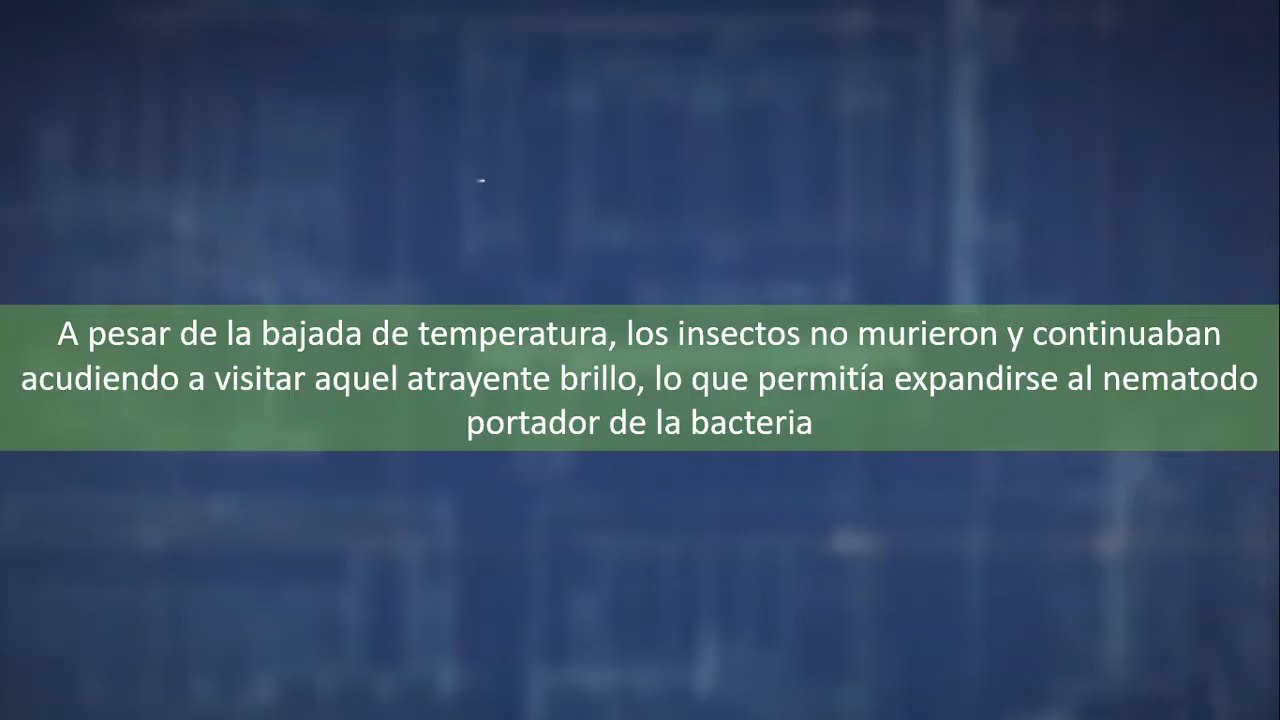 A pesar de la bajada de temperatura, los insectos no murieron y continuaban
acudiendo a visitar aquel atrayente brillo, lo que permitía expandirse al nematodo
portador de la bacteria